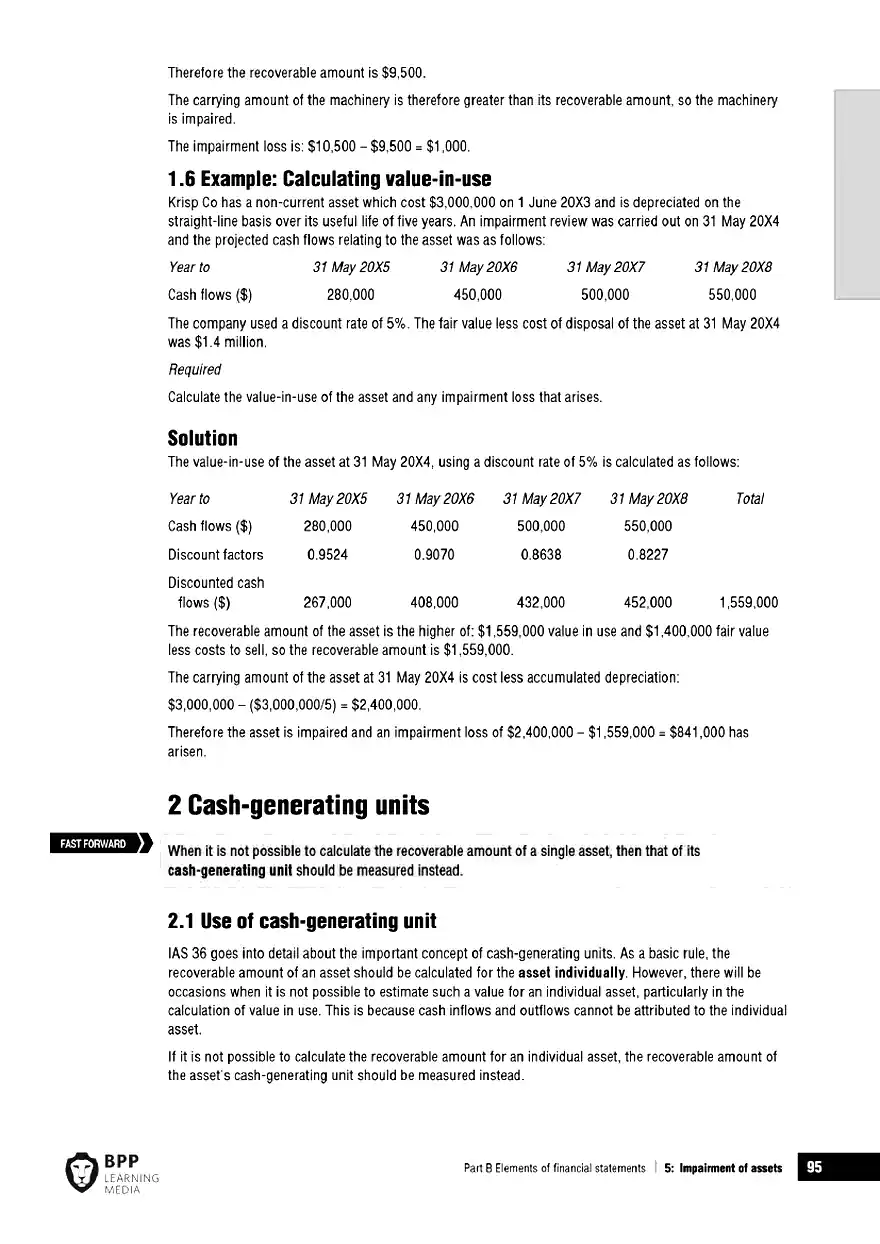 Therefore the recoverable amount is $9,500.
The carrying amount of the machinery is therefore greater than its recoverable amount, so the machinery
is impaired.
The impairment loss is: $10,500 – $9,500 = $1,000.
1.6 Example: Calculating value-in-use
Krisp Co has a non-current asset which cost $3,000,000 on 1 June 20X3 and is depreciated on the
straight-line basis over its useful life of five years. An impairment review was carried out on 31 May 20X4
and the projected cash flows relating to the asset was as follows:
Year to 31 May 20X5 31 May 20X6 31 May 20X7 31 May 20X8
Cash flows ($) 280,000 450,000 500,000 550,000
The company used a discount rate of 5%. The fair value less cost of disposal of the asset at 31 May 20X4
was $1.4 million.
Required
Calculate the value-in-use of the asset and any impairment loss that arises.
Solution
The value-in-use of the asset at 31 May 20X4, using a discount rate of 5% is calculated as follows:
Year to 31 May 20X5 31 May 20X6 31 May 20X7 31 May 20X8 Total
Cash flows ($) 280,000 450,000 500,000 550,000
Discount factors 0.9524 0.9070 0.8638 0.8227
Discounted cash
flows ($) 267,000 408,000 432,000 452,000 1,559,000
The recoverable amount of the asset is the higher of: $1,559,000 value in use and $1,400,000 fair value
less costs to sell, so the recoverable amount is $1,559,000.
The carrying amount of the asset at 31 May 20X4 is cost less accumulated depreciation:
$3,000,000 – ($3,000,000/5) = $2,400,000.
Therefore the asset is impaired and an impairment loss of $2,400,000 – $1,559,000 = $841,000 has
arisen.
2 Cash-generating units
FAST FORWARD
When it is not possible to calculate the recoverable amount of a single asset, then that of its
cash-generating unit should be measured instead.
2.1 Use of cash-generating unit
IAS 36 goes into detail about the important concept of cash-generating units. As a basic rule, the
recoverable amount of an asset should be calculated for the asset individually. However, there will be
occasions when it is not possible to estimate such a value for an individual asset, particularly in the
calculation of value in use. This is because cash inflows and outflows cannot be attributed to the individual
asset.
If it is not possible to calculate the recoverable amount for an individual asset, the recoverable amount of
the asset's cash-generating unit should be measured instead.
BPP
LEARNING
MEDIA
Part B Elements of financial statements | 5: Impairment of assets 95